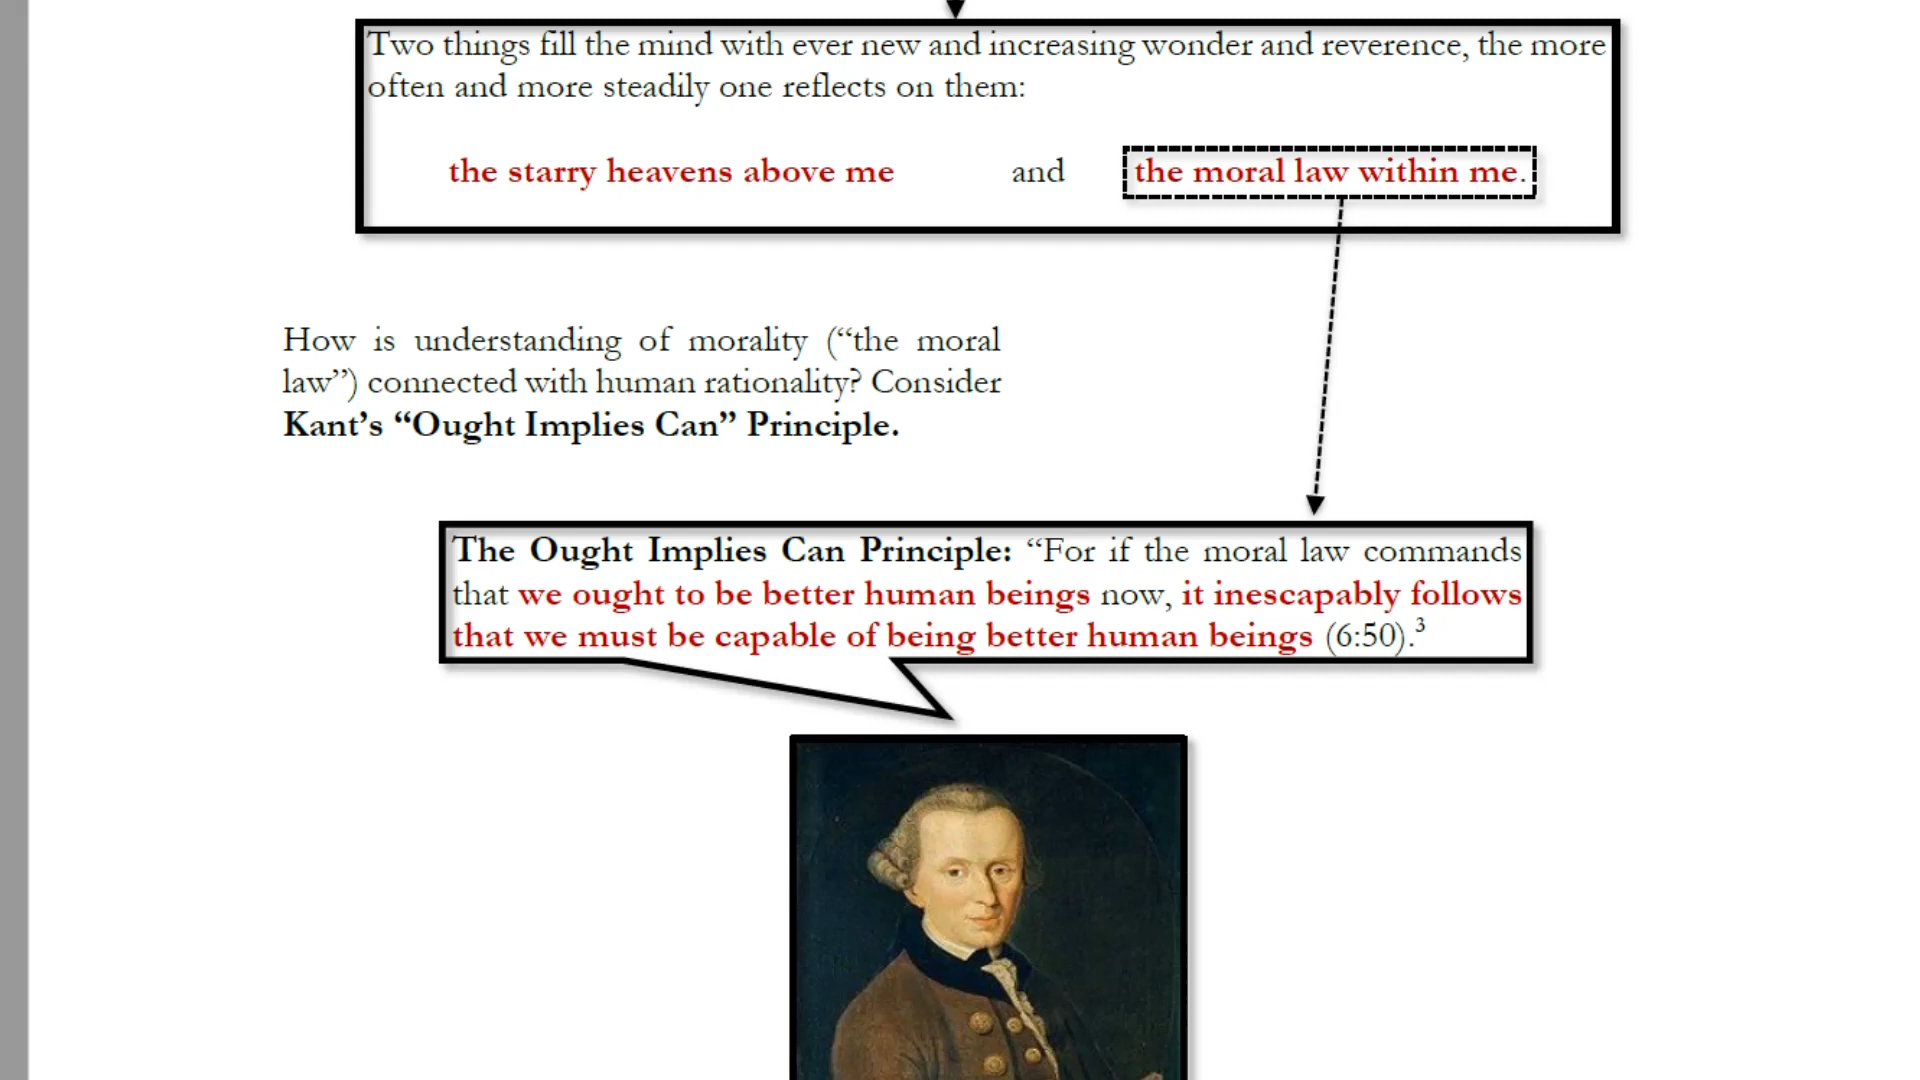 Two things fill the mind with ever new and increasing wonder and reverence, the more
often and more steadily one reflects on them:
the starry heavens above me and the moral law within me.
How is understanding of morality (“the moral
law”) connected with human rationality? Consider
Kant’s “Ought Implies Can” Principle.
The Ought Implies Can Principle: “For if the moral law commands
that we ought to be better human beings now, it inescapably follows
that we must be capable of being better human beings (6:50).³